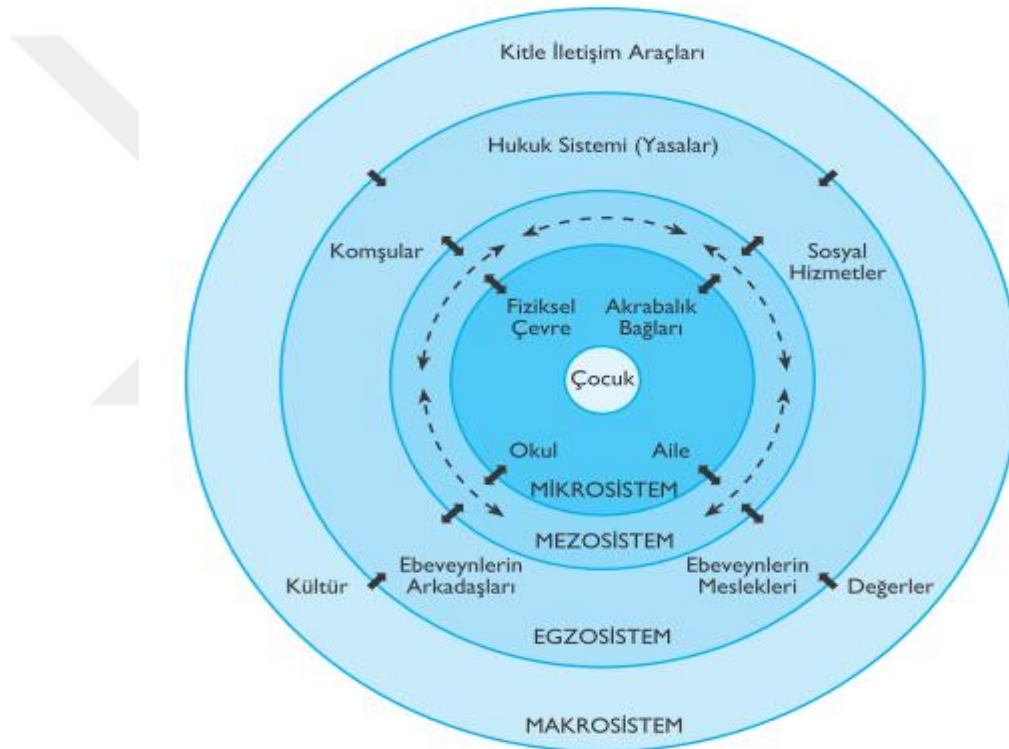 Kitle İletişim Araçları
Hukuk Sistemi (Yasalar)
Komşular
Sosyal
Hizmetler
Fiziksel
Çevre
Akrabalık
Bağları
Çocuk
Okul
Aile
MİKROSİSTEM
MEZOSİSTEM
Ebeveynlerin
Arkadaşları
Ebeveynlerin
Meslekleri
Kültür
Değerler
EGZOSİSTEM
MAKROSİSTEM